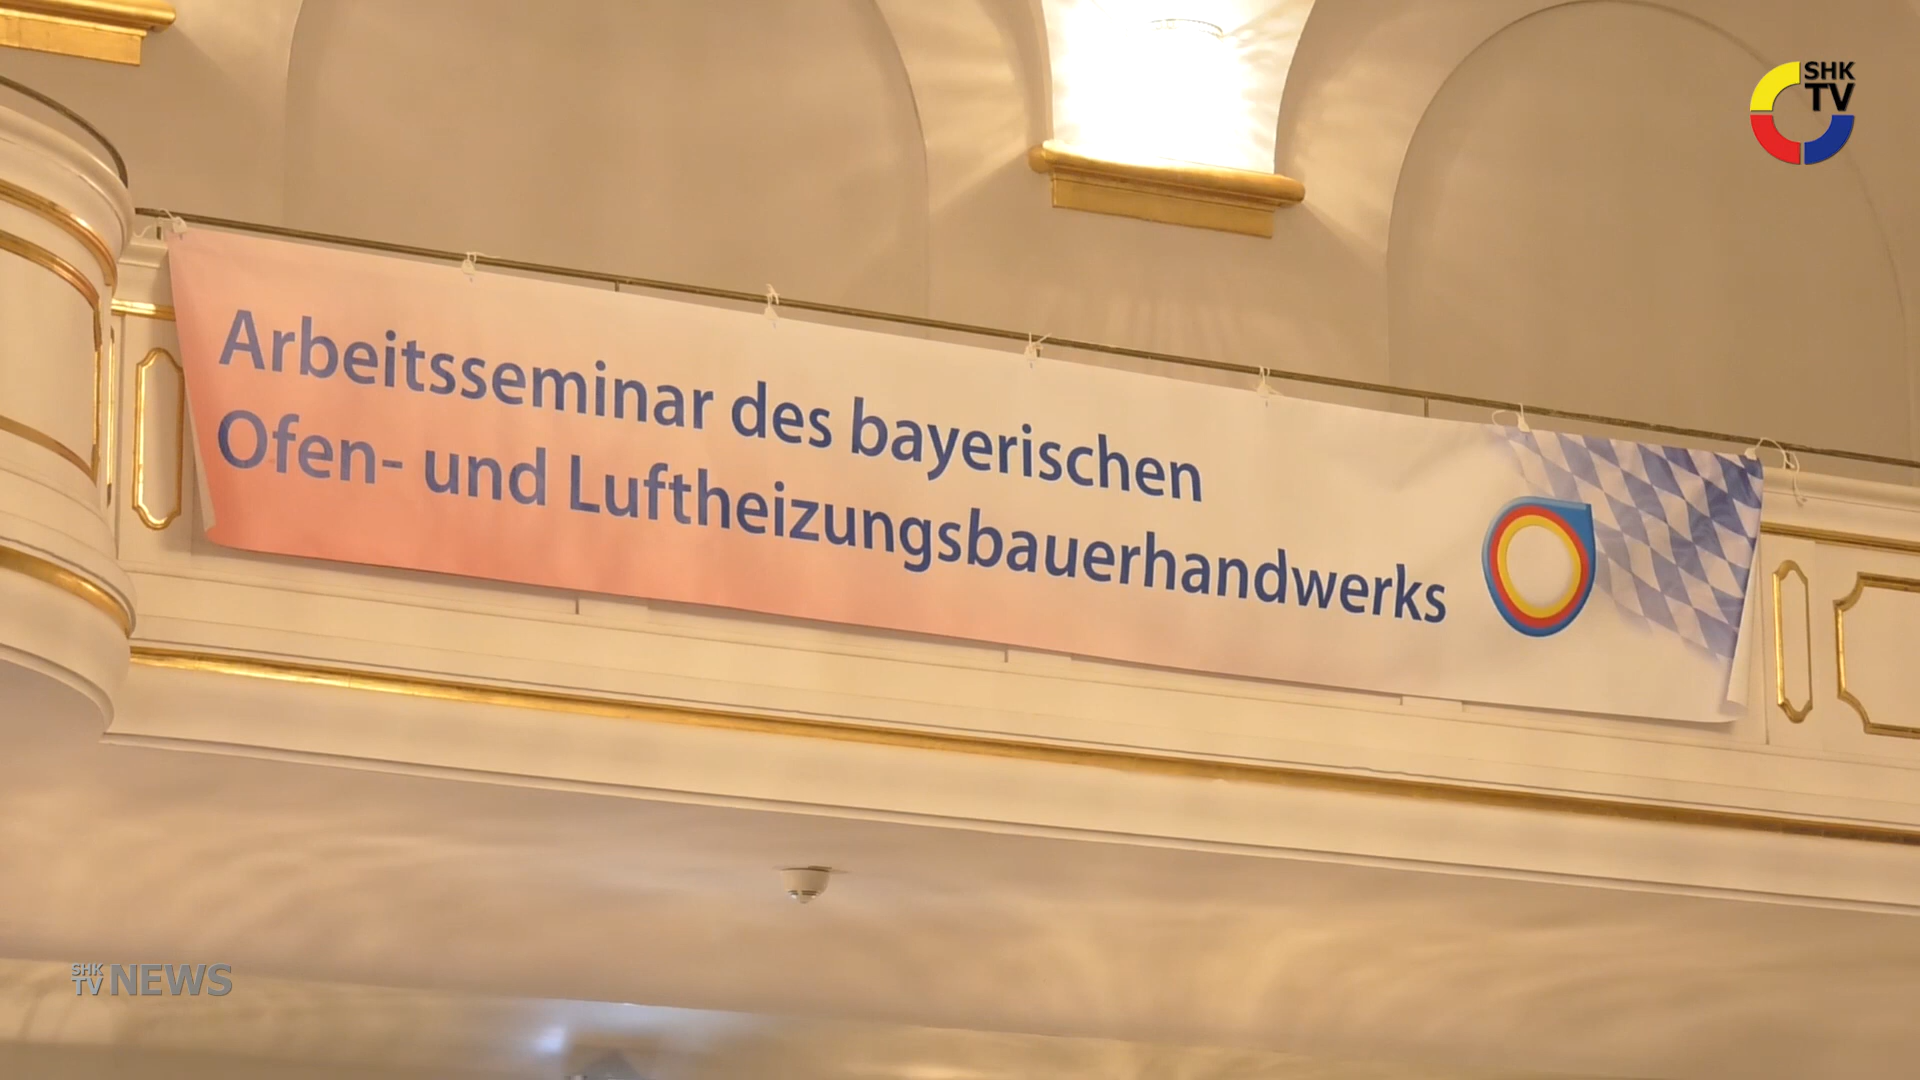 SHK
TV
Arbeitsseminar des bayerischen
Ofen- und Luftheizungsbauerhandwerks
SHK
TV NEWS